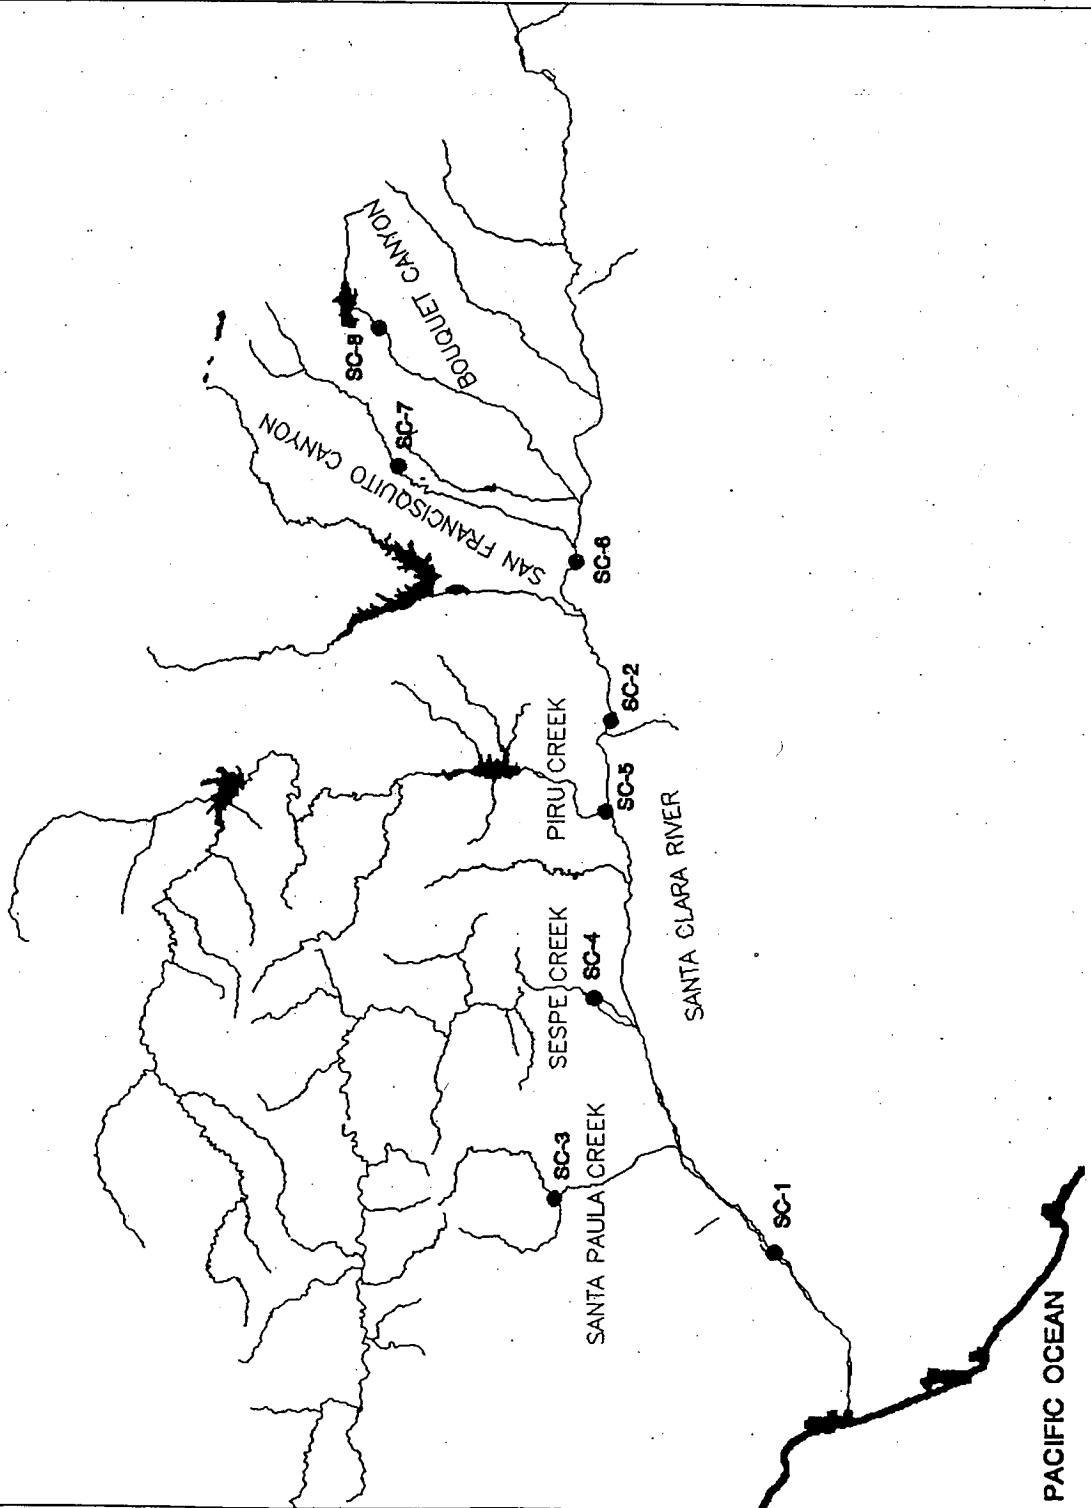 BOUQUET CANYON
SC-8
SAN FRANCISQUITO CANYON
SC-7
SC-6
SC-2
PIRU CREEK
SC-5
SANTA CLARA RIVER
SESPE CREEK
SC-4
SANTA PAULA CREEK
SC-3
SC-1
PACIFIC OCEAN